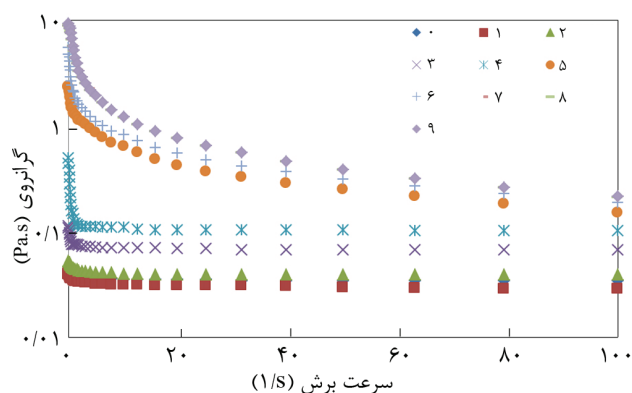 ۱۰
۱
۰/۱
۰/۰۱
گرانروی (Pa.s)
۰ ۱ ۲
۳ ۴ ۵
۶ ۷ ۸
۹
۰ ۲۰ ۴۰ ۶۰ ۸۰ ۱۰۰
سرعت برش (۱/s)